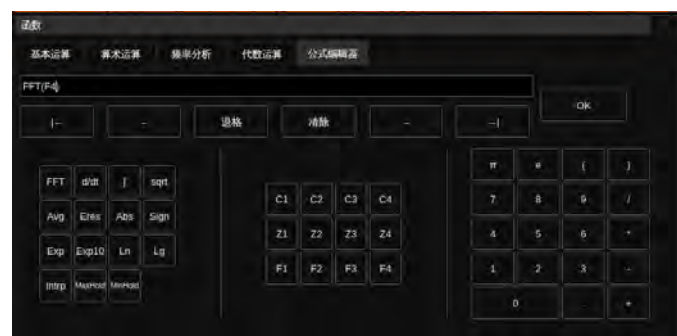 函数
基本运算 算术运算 频率分析 代数运算 公式编辑器
FFT(F4)
OK
|← ← 退格 清除 → →|
FFT d/dt ∫ sqrt
Avg Eres Abs Sign
Exp Exp10 Ln Lg
Intrp MaxHold MinHold
C1 C2 C3 C4
Z1 Z2 Z3 Z4
F1 F2 F3 F4
π e ( )
7 8 9 /
4 5 6 *
1 2 3 -
0 . +